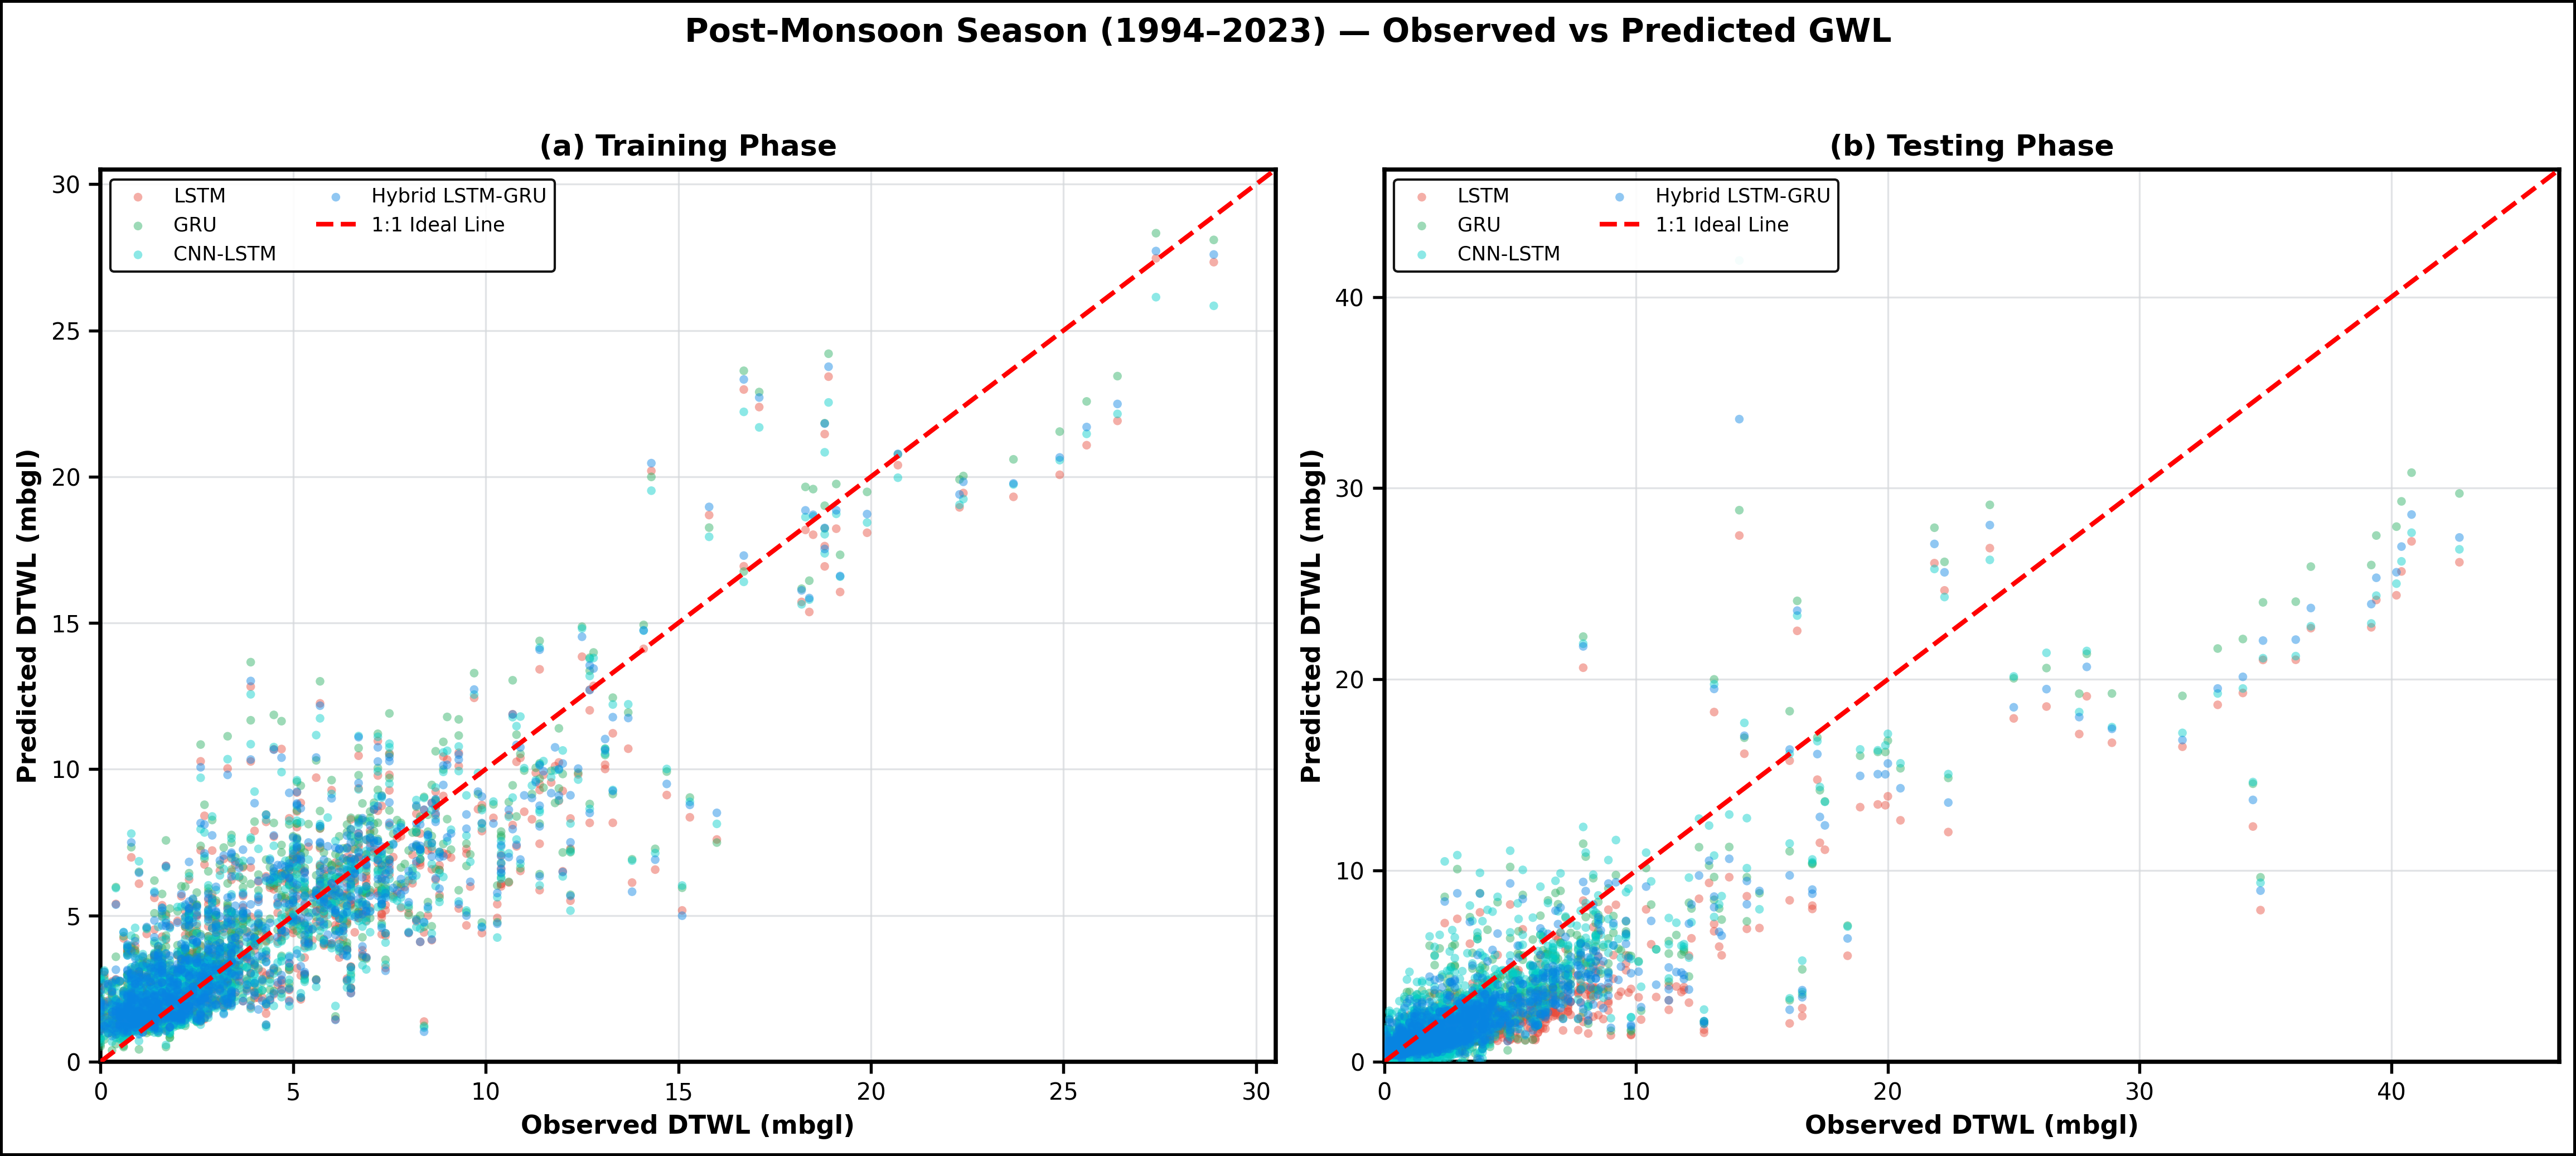 Post-Monsoon Season (1994–2023) — Observed vs Predicted GWL
(a) Training Phase
LSTM
GRU
CNN-LSTM
Hybrid LSTM-GRU
1:1 Ideal Line
30
25
20
15
10
5
0
Predicted DTWL (mbgl)
0 5 10 15 20 25 30
Observed DTWL (mbgl)
(b) Testing Phase
LSTM
GRU
CNN-LSTM
Hybrid LSTM-GRU
1:1 Ideal Line
40
30
20
10
0
Predicted DTWL (mbgl)
0 10 20 30 40
Observed DTWL (mbgl)